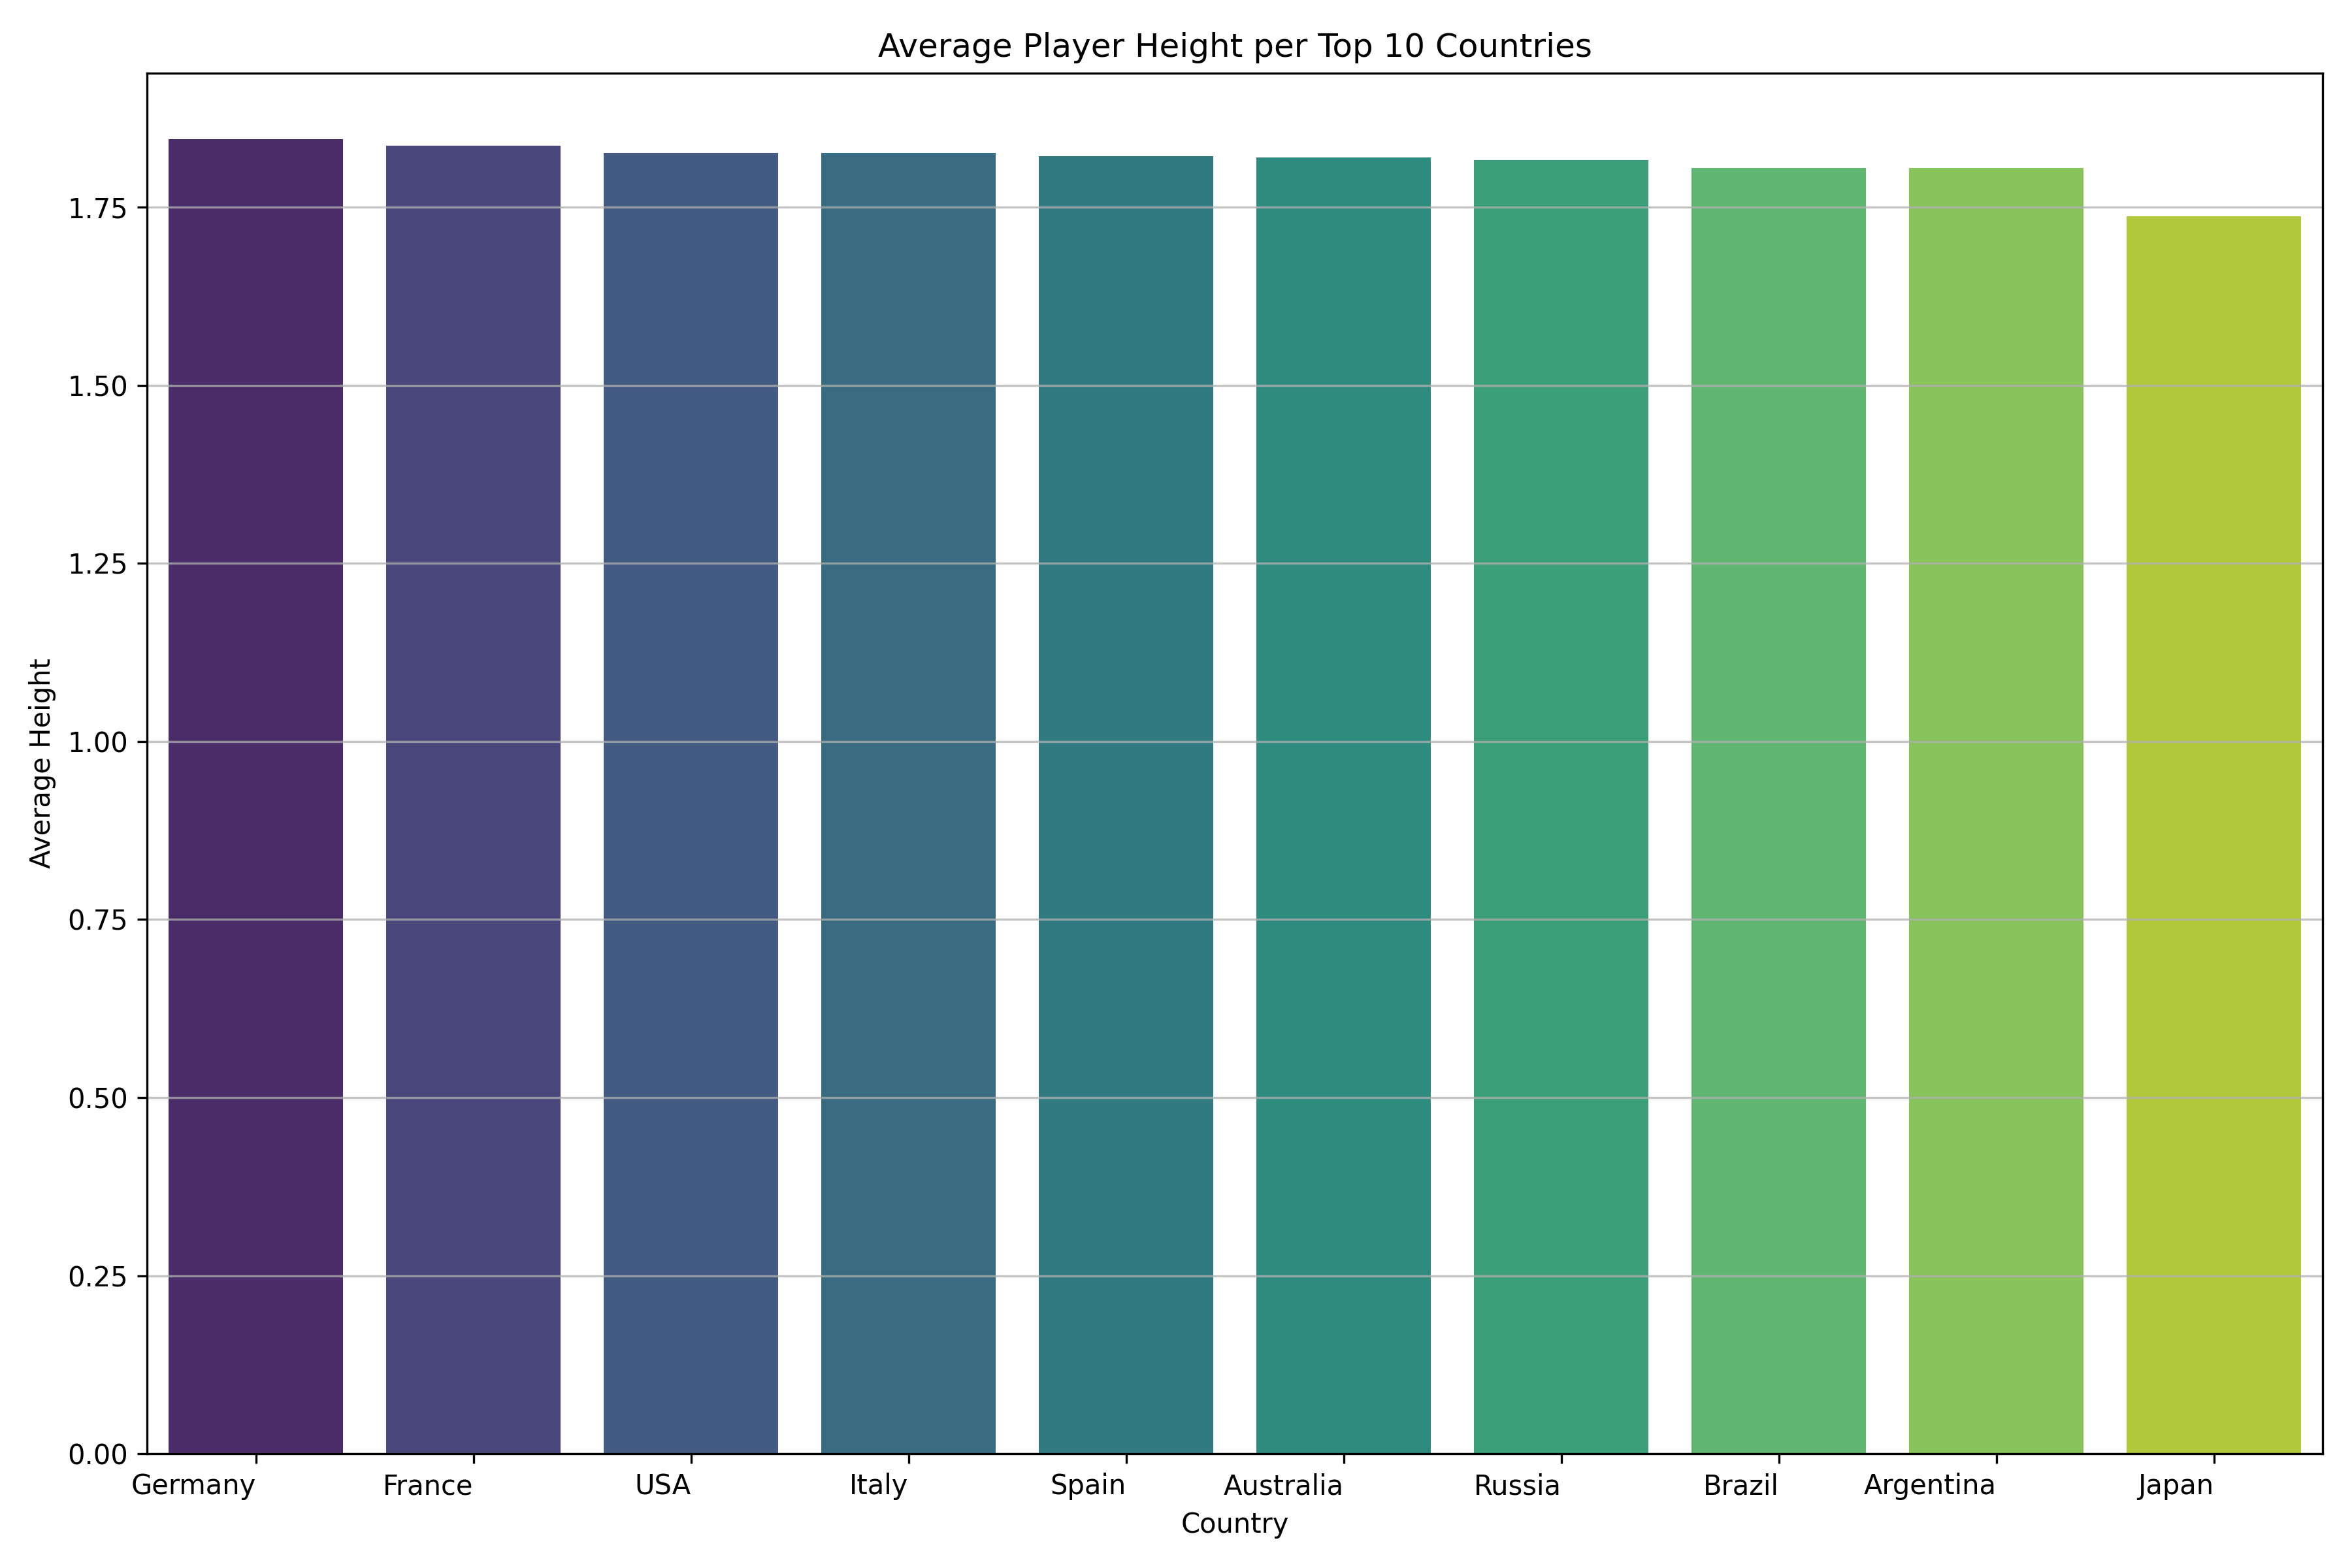 Average Player Height per Top 10 Countries
Average Height
1.75
1.50
1.25
1.00
0.75
0.50
0.25
0.00
Germany France USA Italy Spain Australia Russia Brazil Argentina Japan
Country